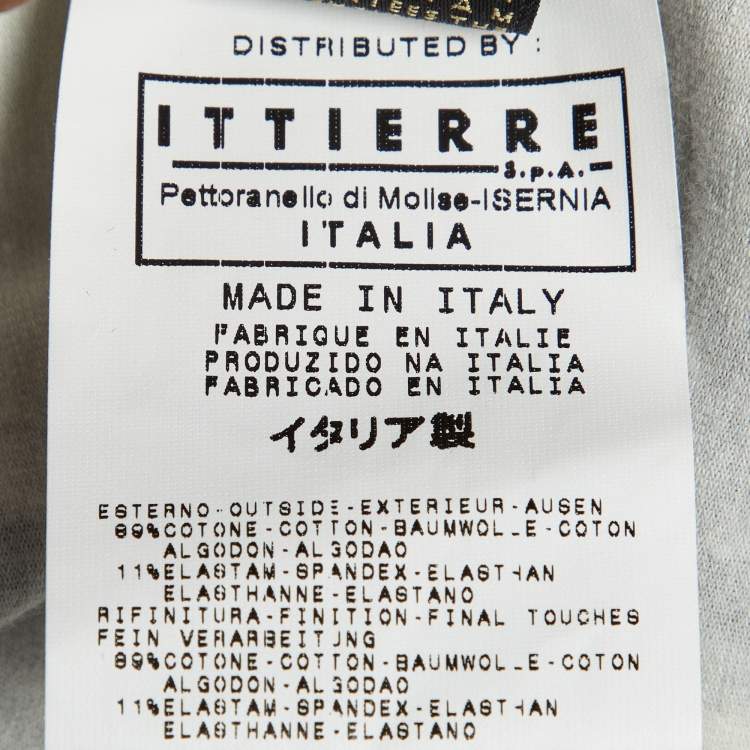 DISTRIBUTED BY :
ITTIERRE
S.p.A.
Pettoranello di Molise-ISERNIA
ITALIA
MADE IN ITALY
FABRIQUE EN ITALIE
PRODUZIDO NA ITALIA
FABRICADO EN ITALIA
イタリア製
ESTERNO-OUTSIDE-EXTERIEUR-AUSEN
89%COTONE-COTTON-BAUMWOLLE-COTON
ALGODON-ALGODAO
11%ELASTAM-SPANDEX-ELASTHAN
ELASTHANNE-ELASTANO
RIFINITURA-FINITION-FINAL TOUCHES
FEIN VERARBEITUNG
89%COTONE-COTTON-BAUMWOLLE-COTON
ALGODON-ALGODAO
11%ELASTAM-SPANDEX-ELASTHAN
ELASTHANNE-ELASTANO